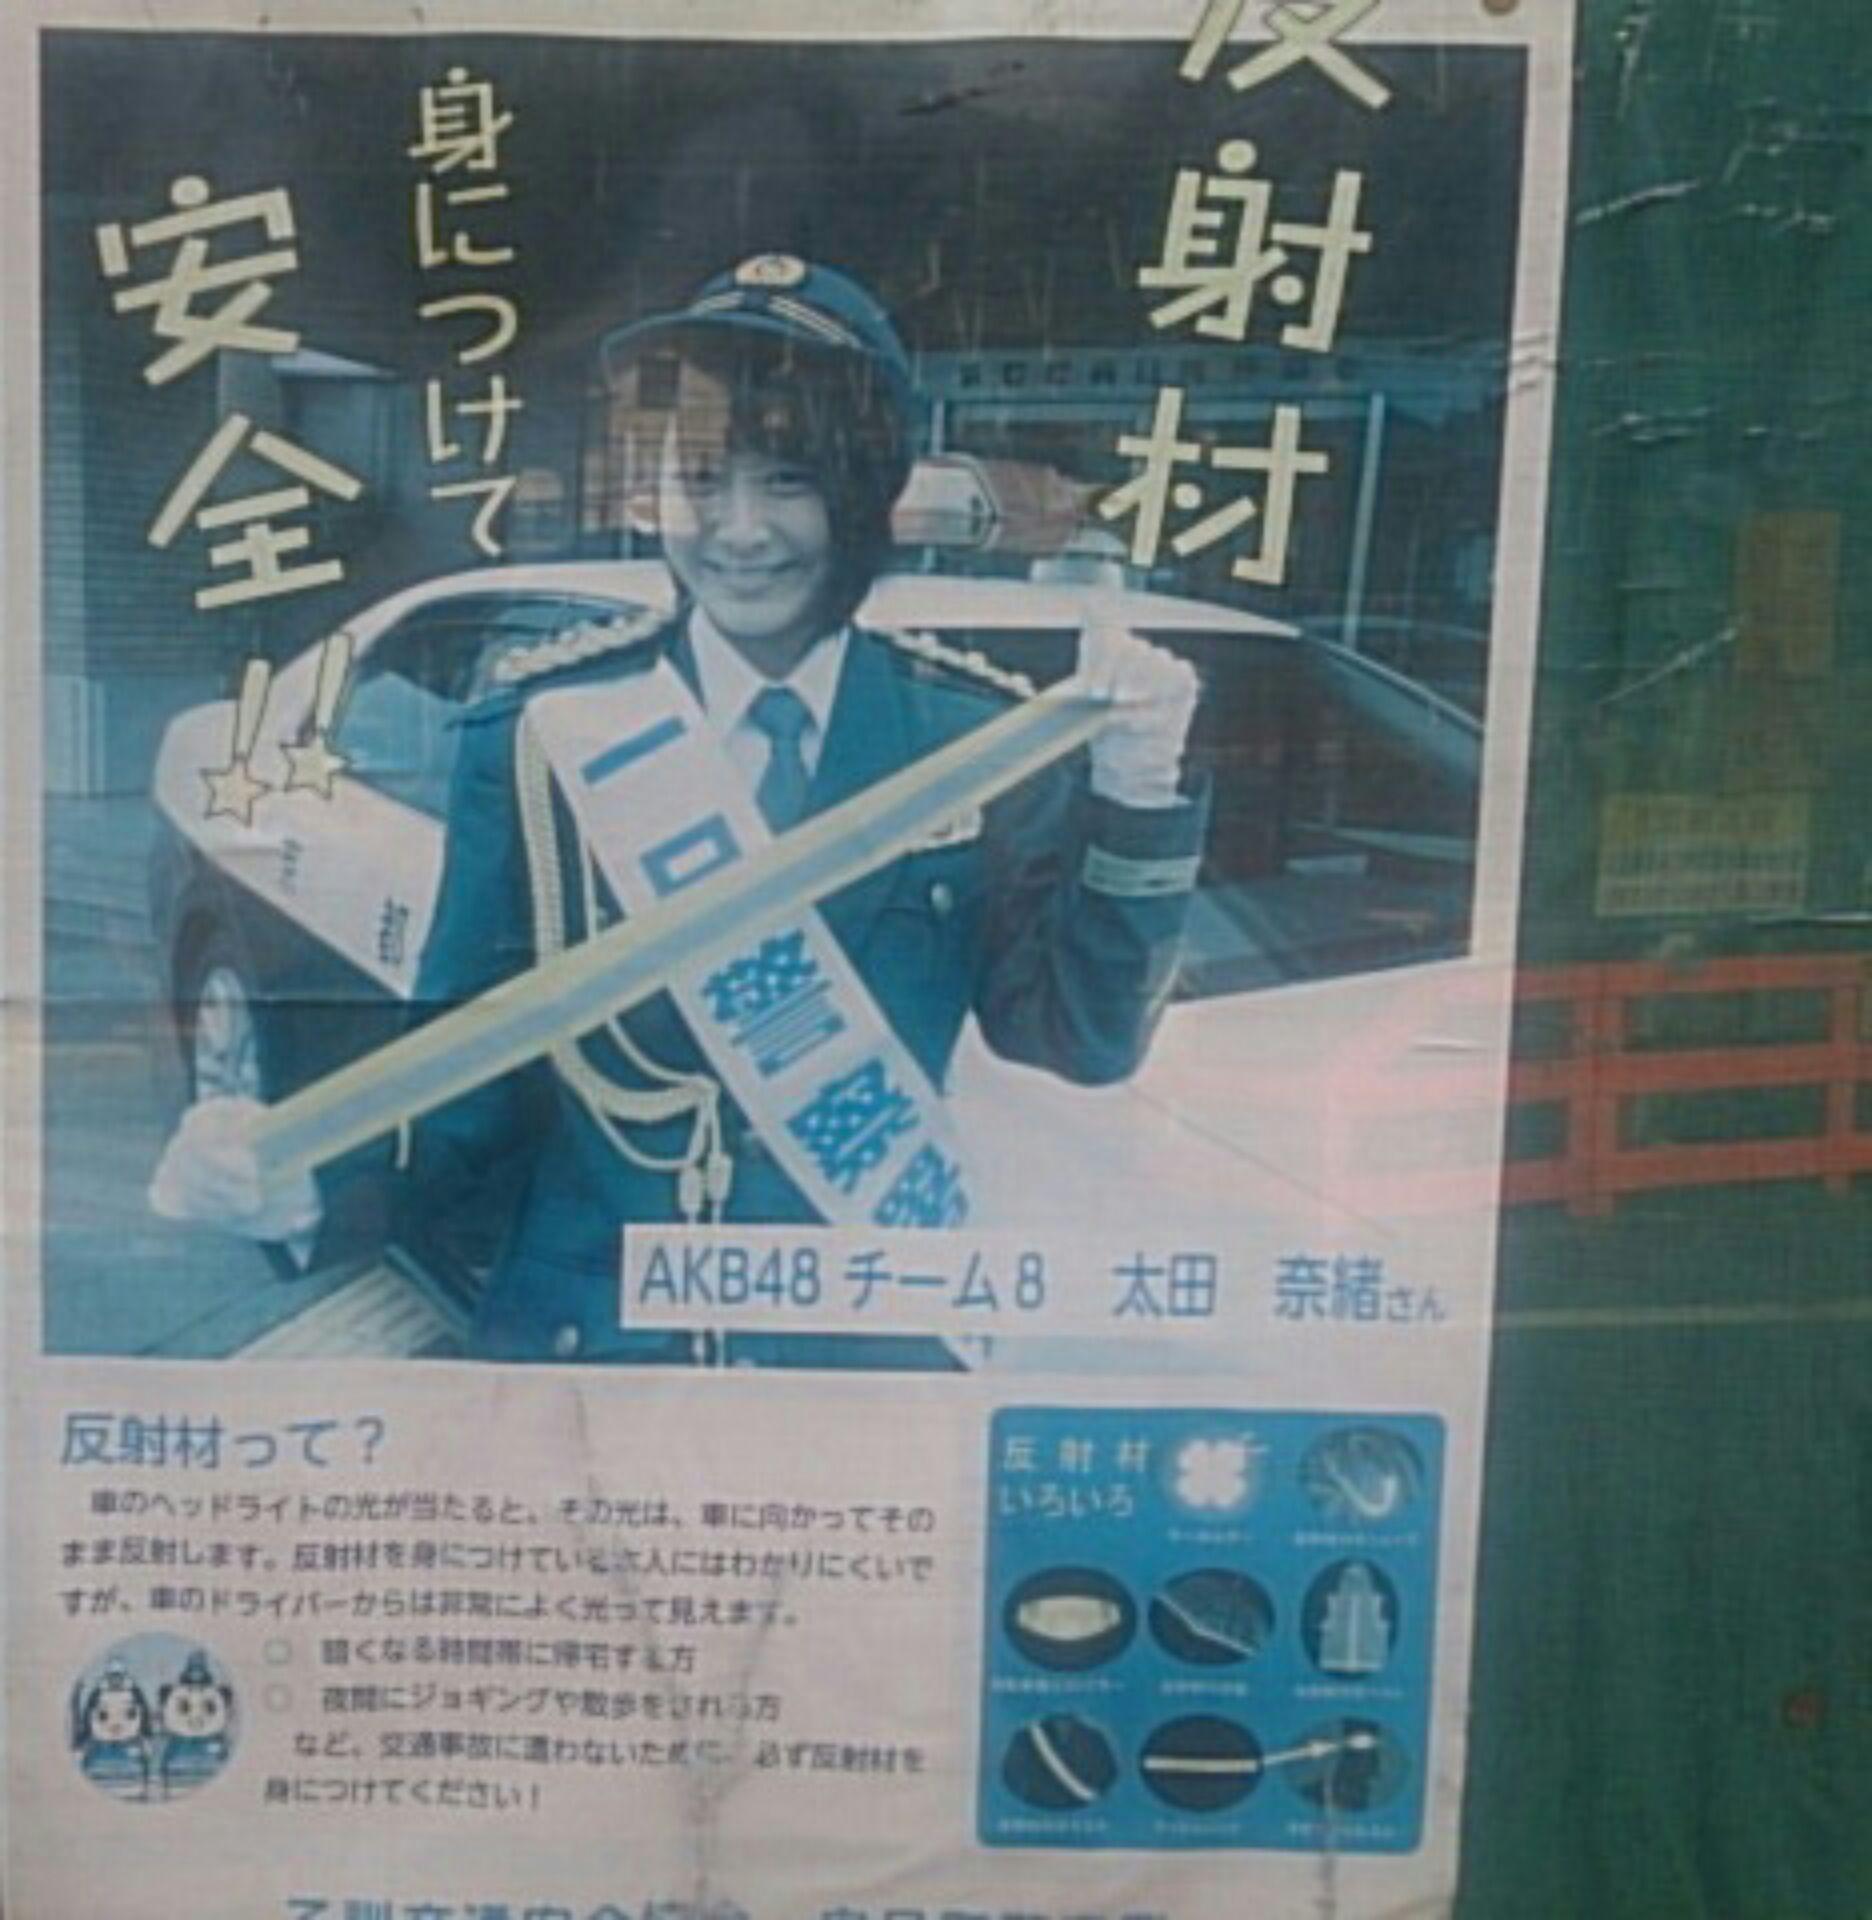 反射材
身につけて
安全!!
一日警察署
AKB48 チーム8 太田 奈緒さん
反射材って？
車のヘッドライトの光が当たると、その光は、車に向かってその
まま反射します。反射材を身につけている本人にはわかりにくいで
すが、車のドライバーからは非常によく光って見えます。
○ 暗くなる時間帯に帰宅する方
○ 夜間にジョギングや散歩をされる方
など、交通事故に遭わないために、必ず反射材を
身につけてください！
反射材
いろいろ